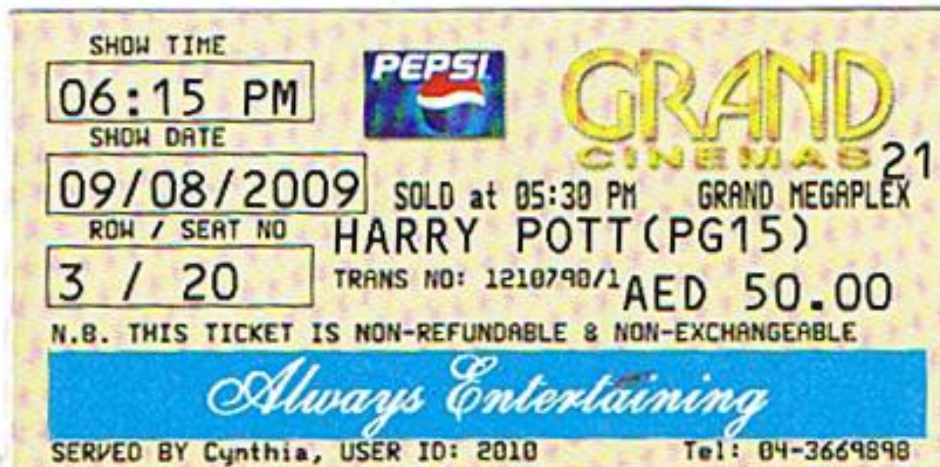 SHOW TIME
06:15 PM
PEPSI
GRAND
CINEMAS
21
SHOW DATE
09/08/2009
SOLD at 05:30 PM GRAND MEGAPLEX
ROW / SEAT NO
HARRY POTT(PG15)
3 / 20
TRANS NO: 1210790/1
AED 50.00
N.B. THIS TICKET IS NON-REFUNDABLE & NON-EXCHANGEABLE
Always Entertaining
SERVED BY Cynthia, USER ID: 2010 Tel: 04-3669898